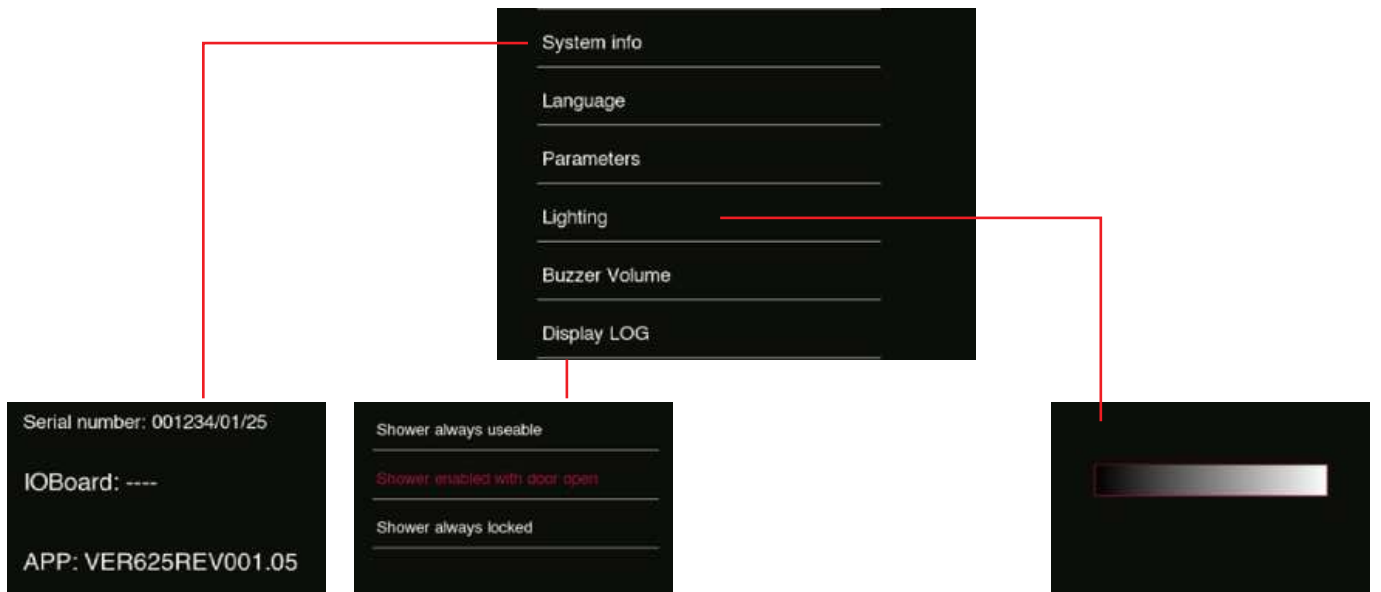 System info
Language
Parameters
Lighting
Buzzer Volume
Display LOG
Serial number: 001234/01/25
IOBoard: ----
APP: VER625REV001.05
Shower always useable
Shower enabled with door open
Shower always locked